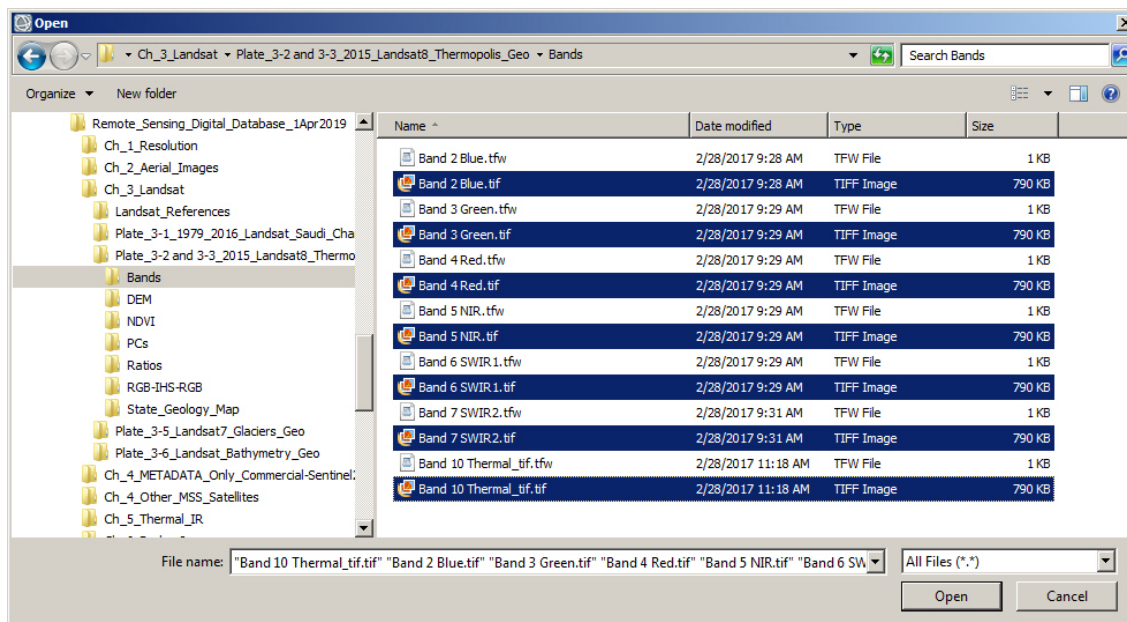 Open
Ch_3_Landsat Plate_3-2 and 3-3_2015_Landsat8_Thermopolis_Geo Bands
Search Bands
Organize New folder
Remote_Sensing_Digital_Database_1Apr2019
Ch_1_Resolution
Ch_2_Aerial_Images
Ch_3_Landsat
Landsat_References
Plate_3-1_1979_2016_Landsat_Saudi_Cha
Plate_3-2 and 3-3_2015_Landsat8_Thermo
Bands
DEM
NDVI
PCs
Ratios
RGB-IHS-RGB
State_Geology_Map
Plate_3-5_Landsat7_Glaciers_Geo
Plate_3-6_Landsat_Bathymetry_Geo
Ch_4_METADATA_Only_Commercial-Sentinel2
Ch_4_Other_MSS_Satellites
Ch_5_Thermal_IR
Name Date modified Type Size
Band 2 Blue.tfw 2/28/2017 9:28 AM TFW File 1 KB
Band 2 Blue.tif 2/28/2017 9:28 AM TIFF Image 790 KB
Band 3 Green.tfw 2/28/2017 9:29 AM TFW File 1 KB
Band 3 Green.tif 2/28/2017 9:29 AM TIFF Image 790 KB
Band 4 Red.tfw 2/28/2017 9:29 AM TFW File 1 KB
Band 4 Red.tif 2/28/2017 9:29 AM TIFF Image 790 KB
Band 5 NIR.tfw 2/28/2017 9:29 AM TFW File 1 KB
Band 5 NIR.tif 2/28/2017 9:29 AM TIFF Image 790 KB
Band 6 SWIR1.tfw 2/28/2017 9:29 AM TFW File 1 KB
Band 6 SWIR1.tif 2/28/2017 9:29 AM TIFF Image 790 KB
Band 7 SWIR2.tfw 2/28/2017 9:31 AM TFW File 1 KB
Band 7 SWIR2.tif 2/28/2017 9:31 AM TIFF Image 790 KB
Band 10 Thermal_tif.tfw 2/28/2017 11:18 AM TFW File 1 KB
Band 10 Thermal_tif.tif 2/28/2017 11:18 AM TIFF Image 790 KB
File name: "Band 10 Thermal_tif.tif" "Band 2 Blue.tif" "Band 3 Green.tif" "Band 4 Red.tif" "Band 5 NIR.tif" "Band 6 SW
All Files (*.*)
Open Cancel